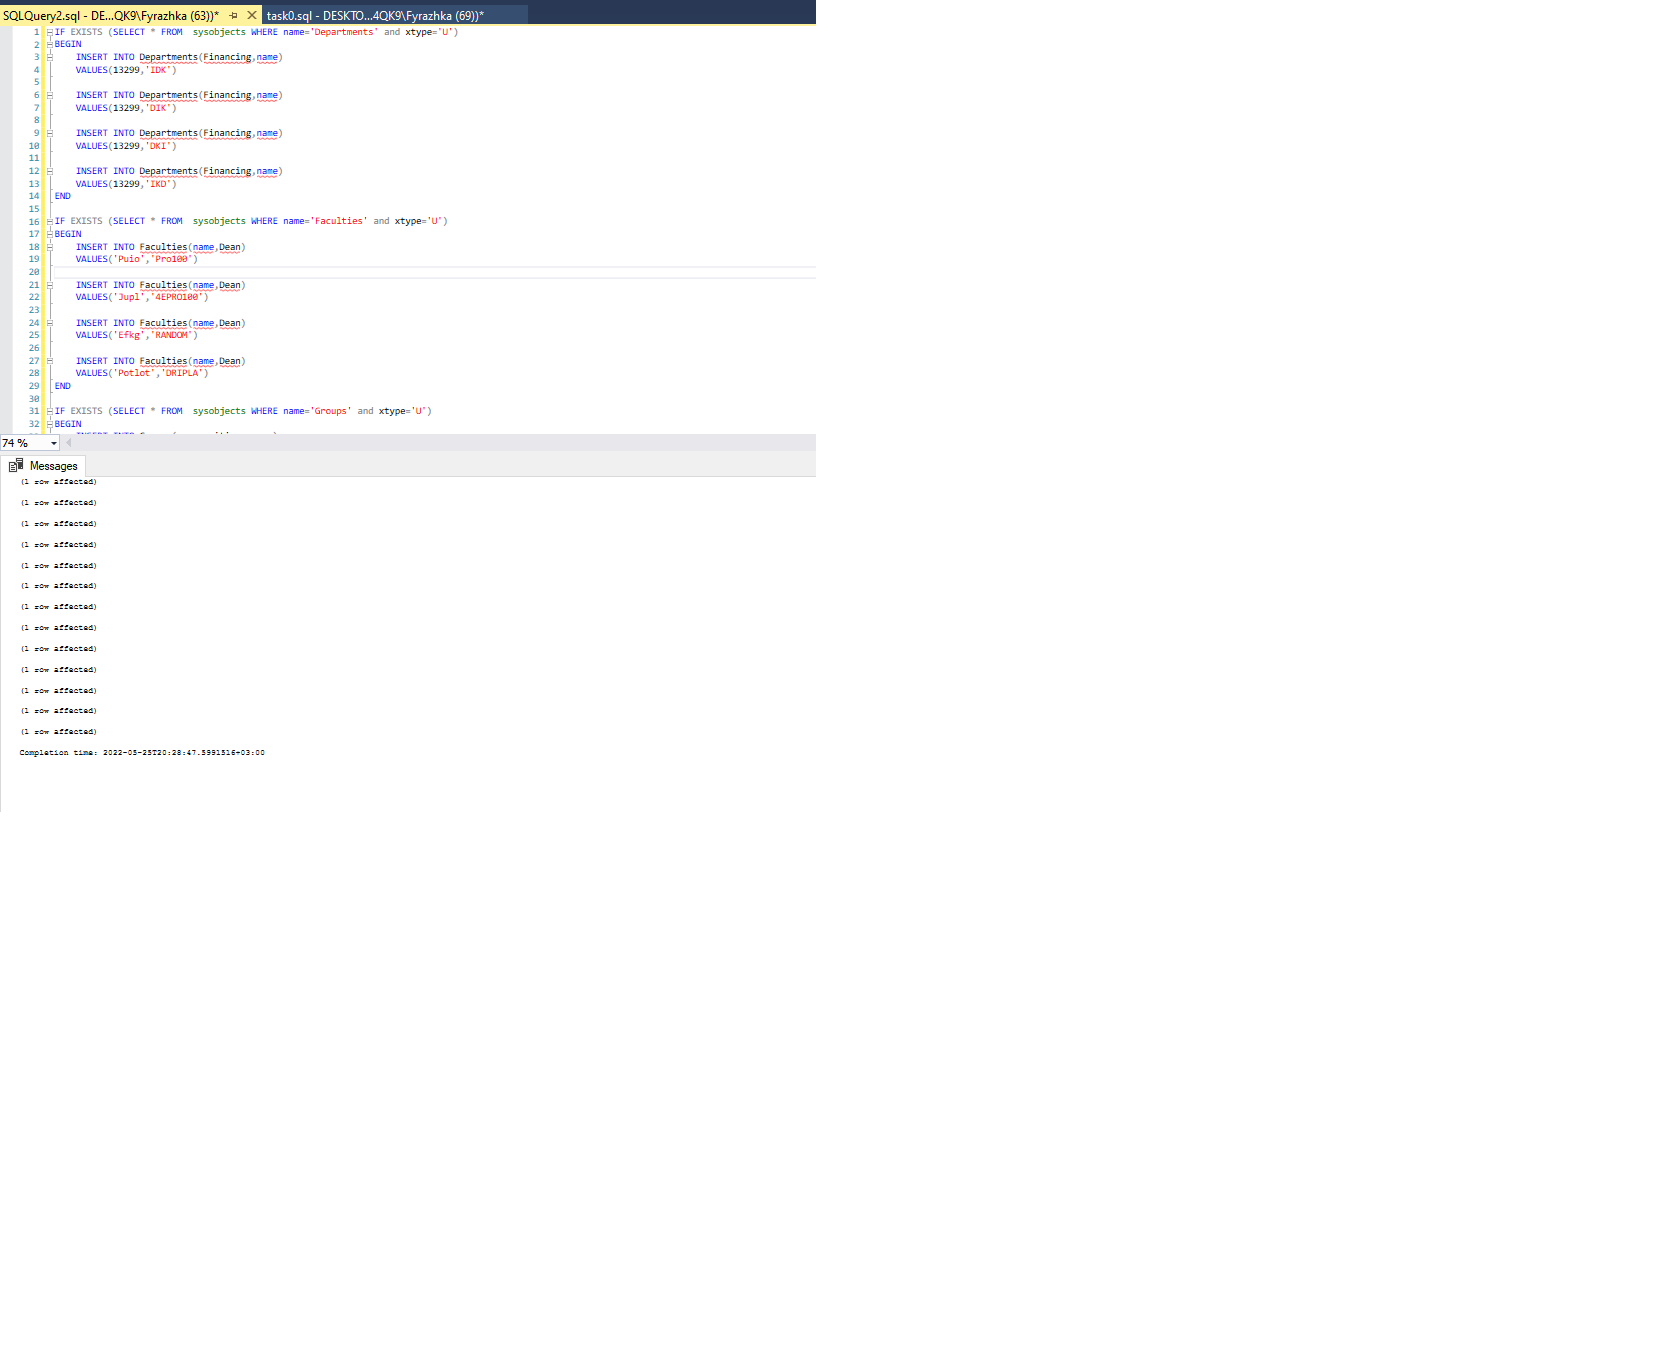 SQLQuery2.sql - DE...QK9\Fyrazhka (63))* task0.sql - DESKTO...4QK9\Fyrazhka (69))*
1 IF EXISTS (SELECT * FROM  sysobjects WHERE name='Departments' and xtype='U')
2 BEGIN
3 INSERT INTO Departments(Financing,name)
4 VALUES(13299,'IDK')
5
6 INSERT INTO Departments(Financing,name)
7 VALUES(13299,'DIK')
8
9 INSERT INTO Departments(Financing,name)
10 VALUES(13299,'DKI')
11
12 INSERT INTO Departments(Financing,name)
13 VALUES(13299,'IKD')
14 END
15
16 IF EXISTS (SELECT * FROM  sysobjects WHERE name='Faculties' and xtype='U')
17 BEGIN
18 INSERT INTO Faculties(name,Dean)
19 VALUES('Puio','Pro100')
20
21 INSERT INTO Faculties(name,Dean)
22 VALUES('Jupl','4EPRO100')
23
24 INSERT INTO Faculties(name,Dean)
25 VALUES('Efkg','RANDOM')
26
27 INSERT INTO Faculties(name,Dean)
28 VALUES('Potlot','DRIPLA')
29 END
30
31 IF EXISTS (SELECT * FROM  sysobjects WHERE name='Groups' and xtype='U')
32 BEGIN
74 %
Messages
(1 row affected)
(1 row affected)
(1 row affected)
(1 row affected)
(1 row affected)
(1 row affected)
(1 row affected)
(1 row affected)
(1 row affected)
(1 row affected)
(1 row affected)
(1 row affected)
(1 row affected)
Completion time: 2022-05-25T20:28:47.5991516+03:00